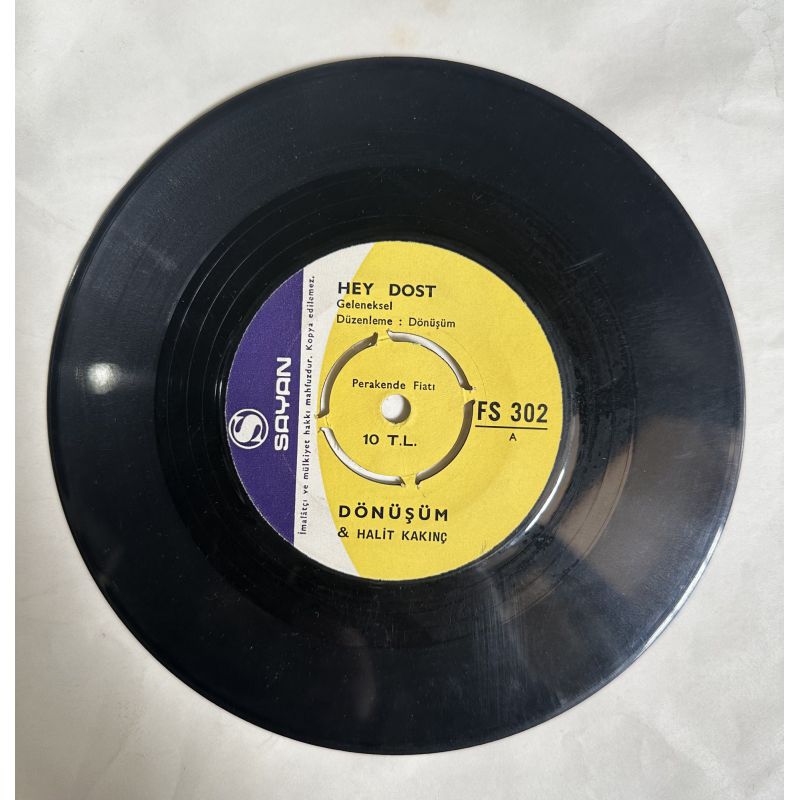 HEY DOST
Geleneksel
Düzenleme : Dönüşüm
Perakende Fiatı
10 T.L.
FS 302
A
DÖNÜŞÜM
& HALİT KAKINÇ
SAYAN
İmalâtçı ve mülkiyet hakkı mahfuzdur. Kopya edilemez.